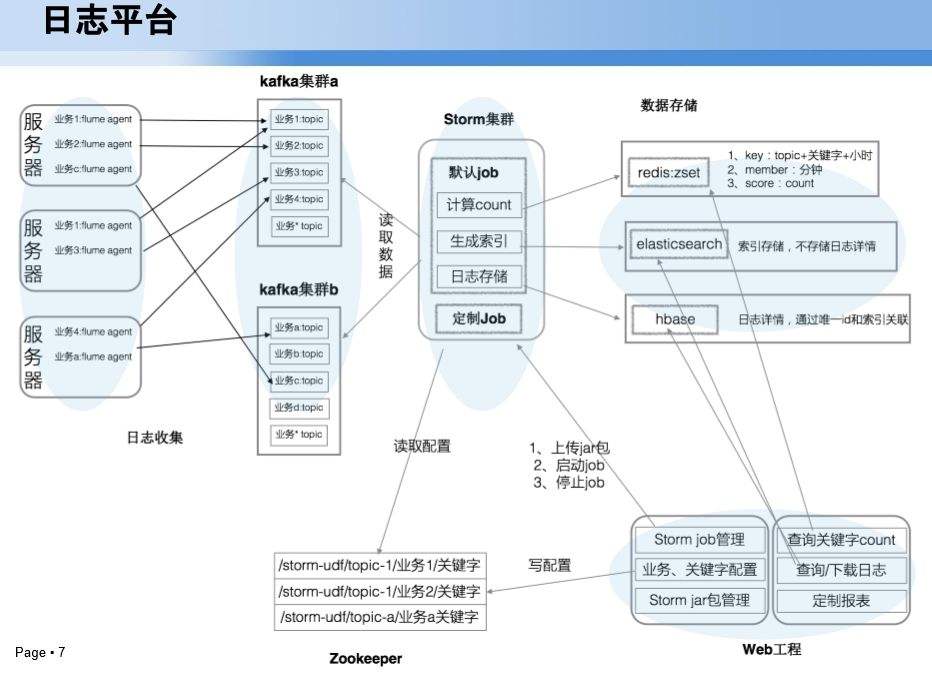 日志平台
kafka集群a
服务器
业务1:flume agent
业务2:flume agent
业务c:flume agent
服务器
业务1:flume agent
业务3:flume agent
服务器
业务4:flume agent
业务a:flume agent
日志收集
业务1:topic
业务2:topic
业务3:topic
业务4:topic
业务* topic
kafka集群b
业务a:topic
业务b:topic
业务c:topic
业务d:topic
业务* topic
读取数据
Storm集群
默认job
计算count
生成索引
日志存储
定制Job
数据存储
redis:zset
1、key：topic+关键字+小时
2、member：分钟
3、score：count
elasticsearch
索引存储，不存储日志详情
hbase
日志详情，通过唯一id和索引关联
读取配置
1、上传jar包
2、启动job
3、停止job
/storm-udf/topic-1/业务1/关键字
/storm-udf/topic-1/业务2/关键字
/storm-udf/topic-a/业务a关键字
Zookeeper
写配置
Storm job管理
业务、关键字配置
Storm jar包管理
查询关键字count
查询/下载日志
定制报表
Web工程
Page ▪ 7